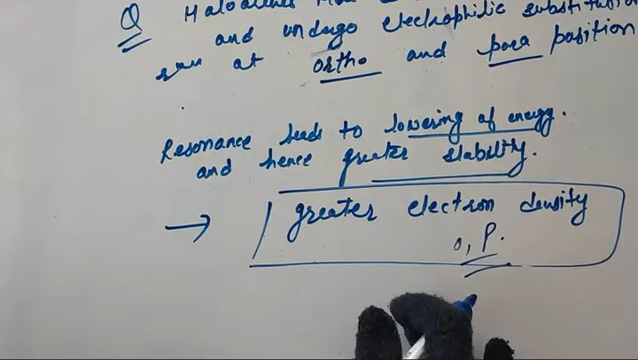 Q Haloarenes
and undergo electrophilic substitution
rxn at ortho and para position
Resonance leads to lowering of energy.
and hence greater stability.
→ greater electron density
o, p.